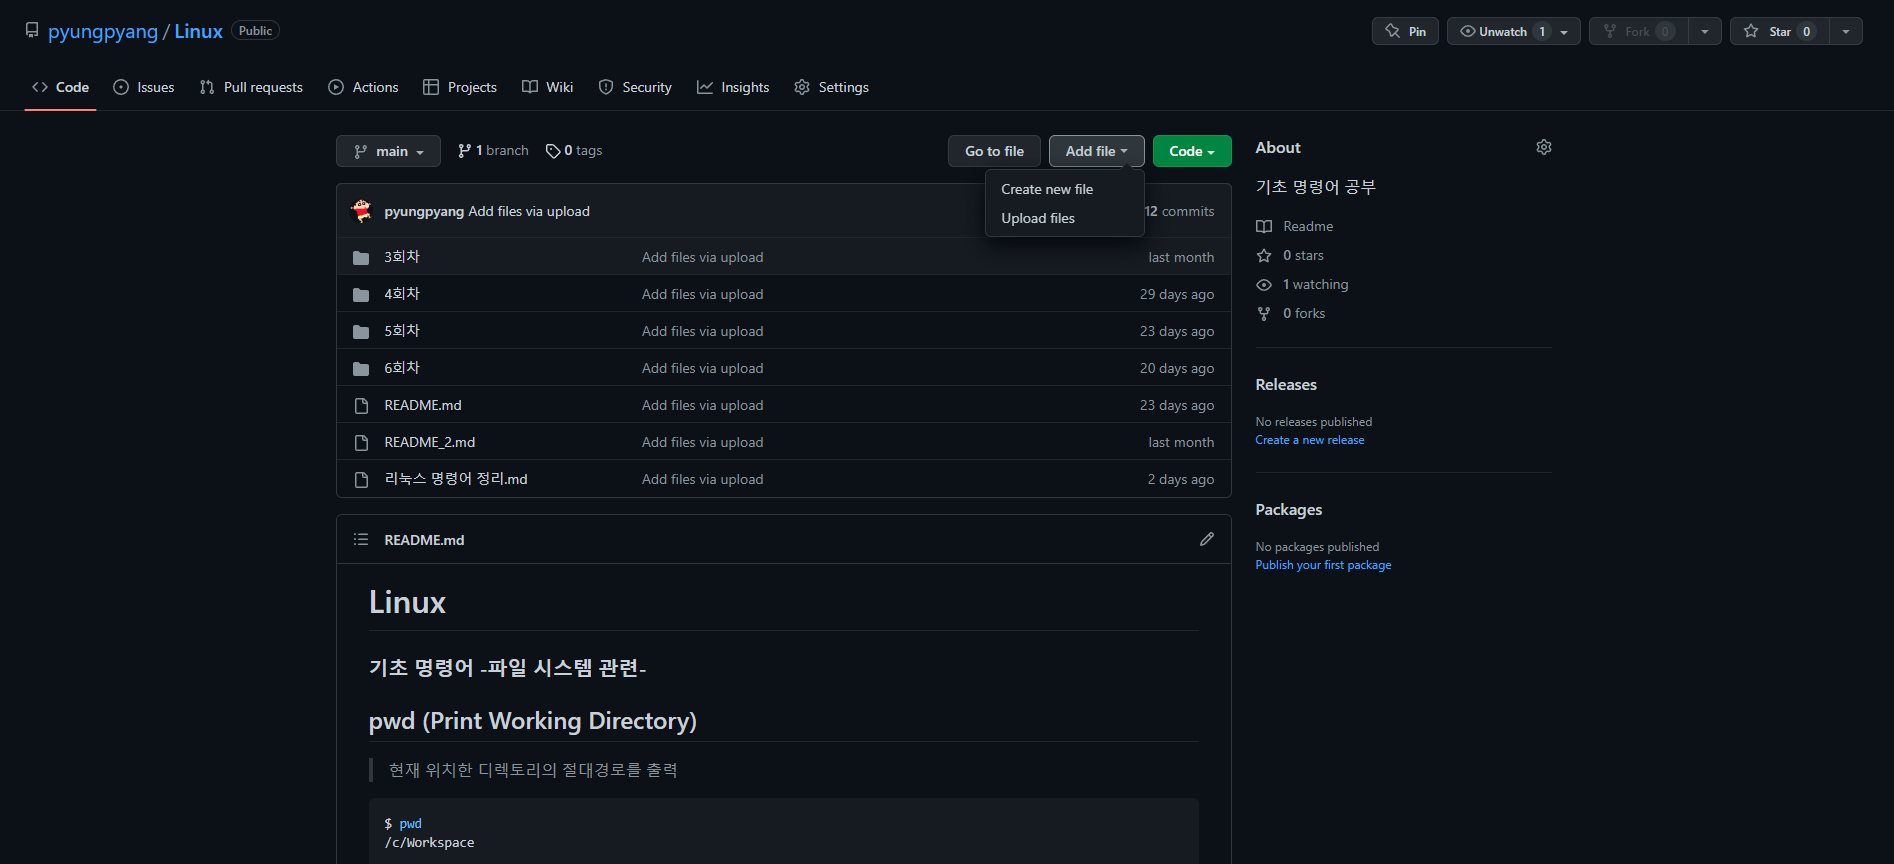 pyungpyang / Linux Public
Pin Unwatch 1 Fork 0 Star 0
Code Issues Pull requests Actions Projects Wiki Security Insights Settings
main 1 branch 0 tags Go to file Add file Code
Create new file
Upload files
pyungpyang Add files via upload 12 commits
3회차 Add files via upload last month
4회차 Add files via upload 29 days ago
5회차 Add files via upload 23 days ago
6회차 Add files via upload 20 days ago
README.md Add files via upload 23 days ago
README_2.md Add files via upload last month
리눅스 명령어 정리.md Add files via upload 2 days ago
README.md
Linux
기초 명령어 -파일 시스템 관련-
pwd (Print Working Directory)
현재 위치한 디렉토리의 절대경로를 출력
$ pwd
/c/Workspace
About
기초 명령어 공부
Readme
0 stars
1 watching
0 forks
Releases
No releases published
Create a new release
Packages
No packages published
Publish your first package